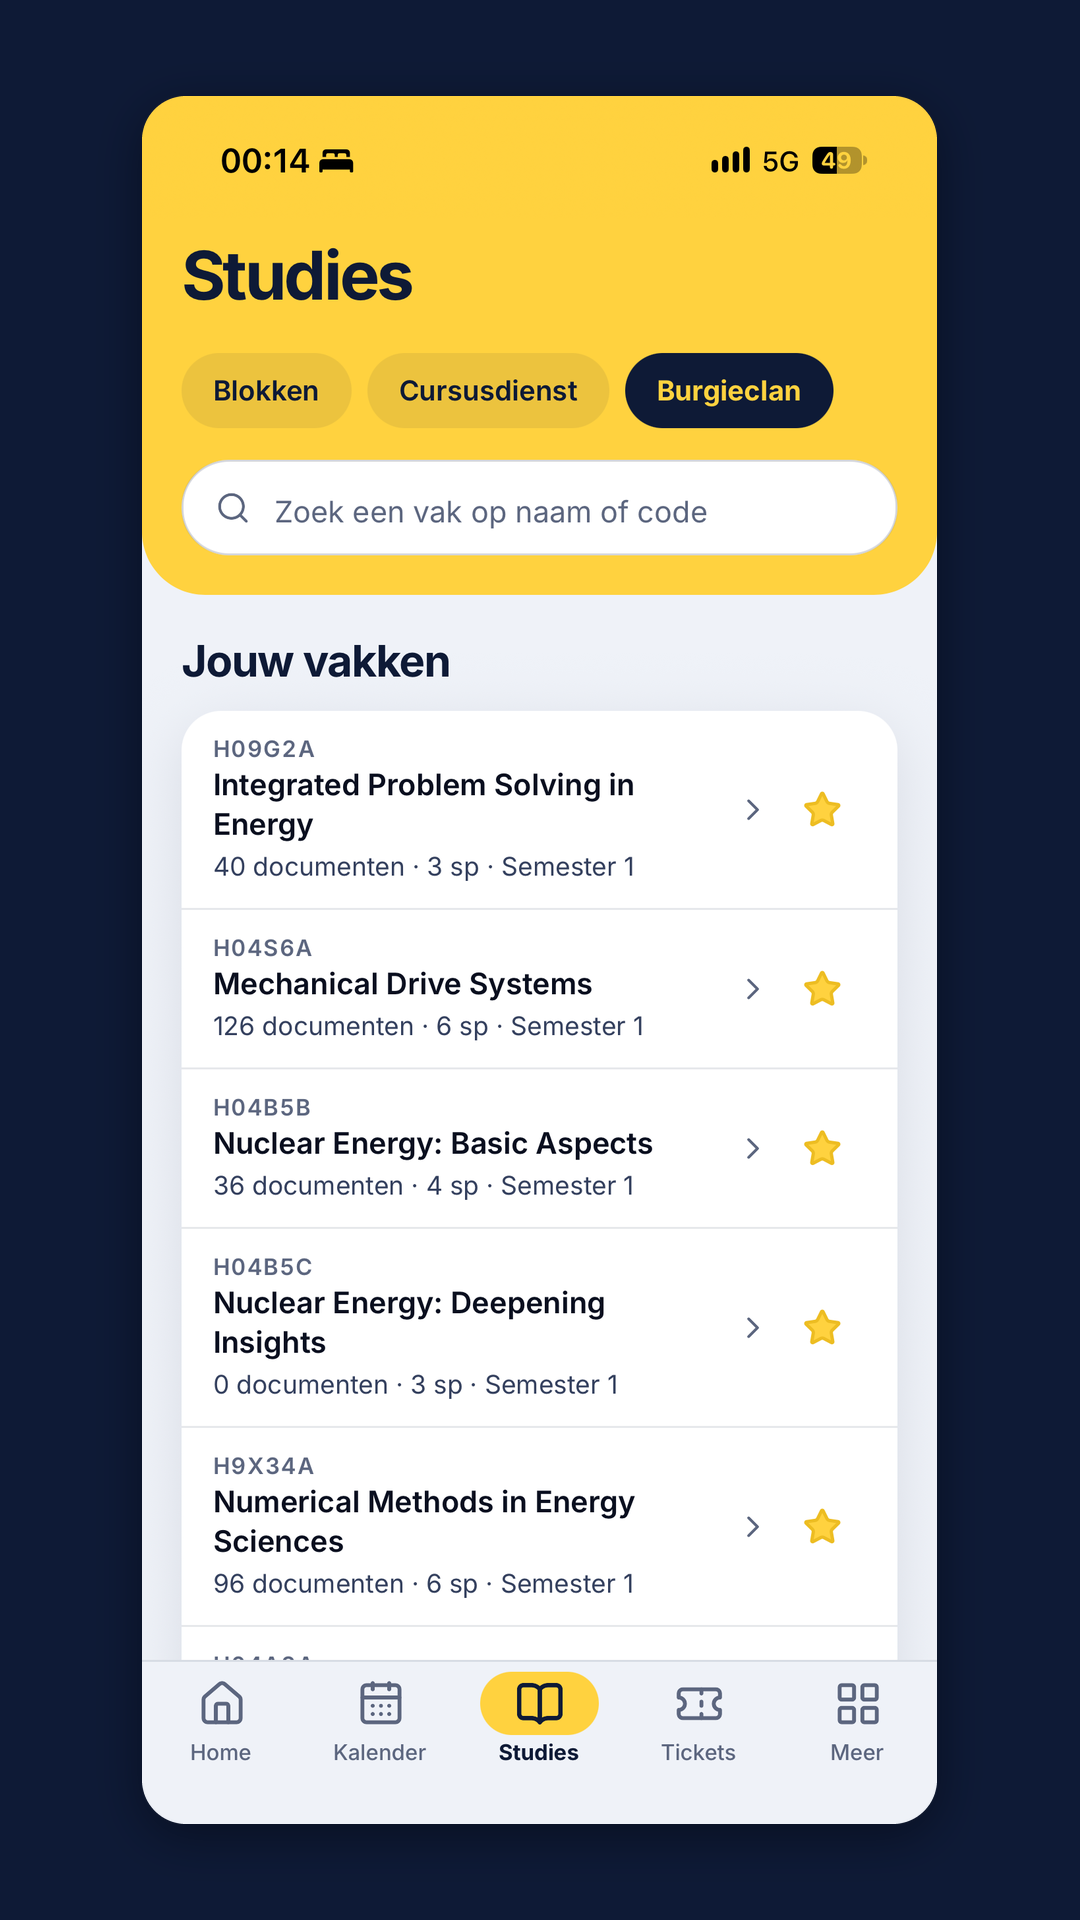 00:14
5G
49
Studies
Blokken
Cursusdienst
Burgieclan
Zoek een vak op naam of code
Jouw vakken
H09G2A
Integrated Problem Solving in
Energy
40 documenten · 3 sp · Semester 1
H04S6A
Mechanical Drive Systems
126 documenten · 6 sp · Semester 1
H04B5B
Nuclear Energy: Basic Aspects
36 documenten · 4 sp · Semester 1
H04B5C
Nuclear Energy: Deepening
Insights
0 documenten · 3 sp · Semester 1
H9X34A
Numerical Methods in Energy
Sciences
96 documenten · 6 sp · Semester 1
Home
Kalender
Studies
Tickets
Meer